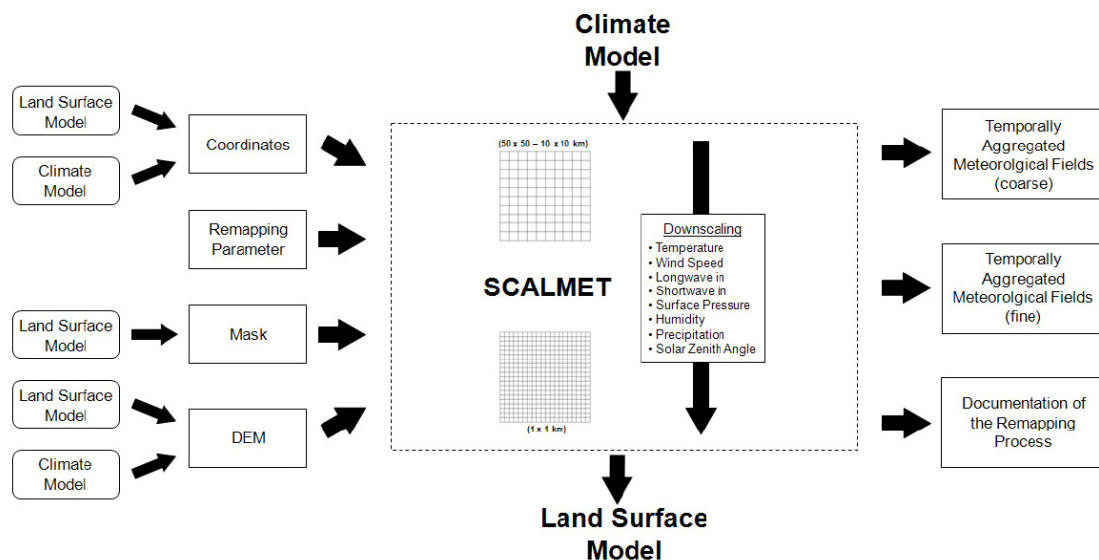 Climate
Model
Land Surface
Model
Climate
Model
Coordinates
Remapping
Parameter
Land Surface
Model
Mask
Land Surface
Model
Climate
Model
DEM
(50 x 50 – 10 x 10 km)
SCALMET
(1 x 1 km)
Downscaling
• Temperature
• Wind Speed
• Longwave in
• Shortwave in
• Surface Pressure
• Humidity
• Precipitation
• Solar Zenith Angle
Temporally
Aggregated
Meteorolgical Fields
(coarse)
Temporally
Aggregated
Meteorolgical Fields
(fine)
Documentation of
the Remapping
Process
Land Surface
Model